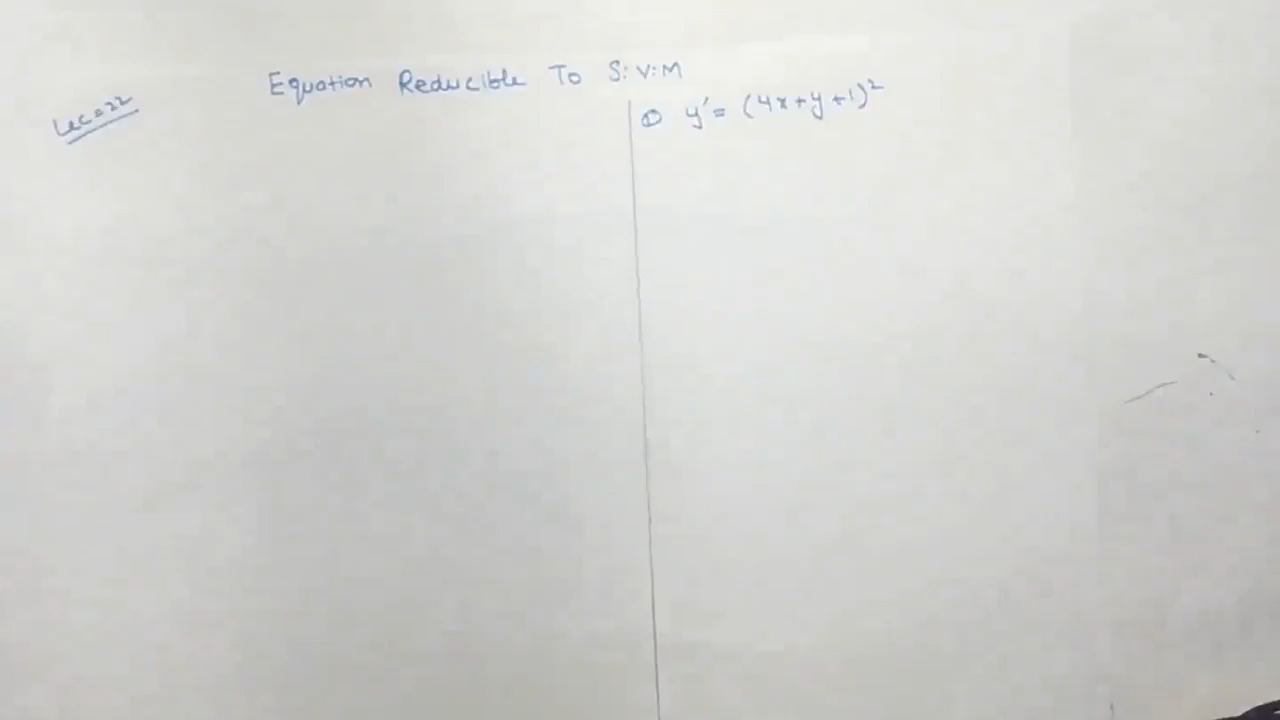 Lec=22
Equation Reducible To S:V:M
① y' = (4x+y+1)²